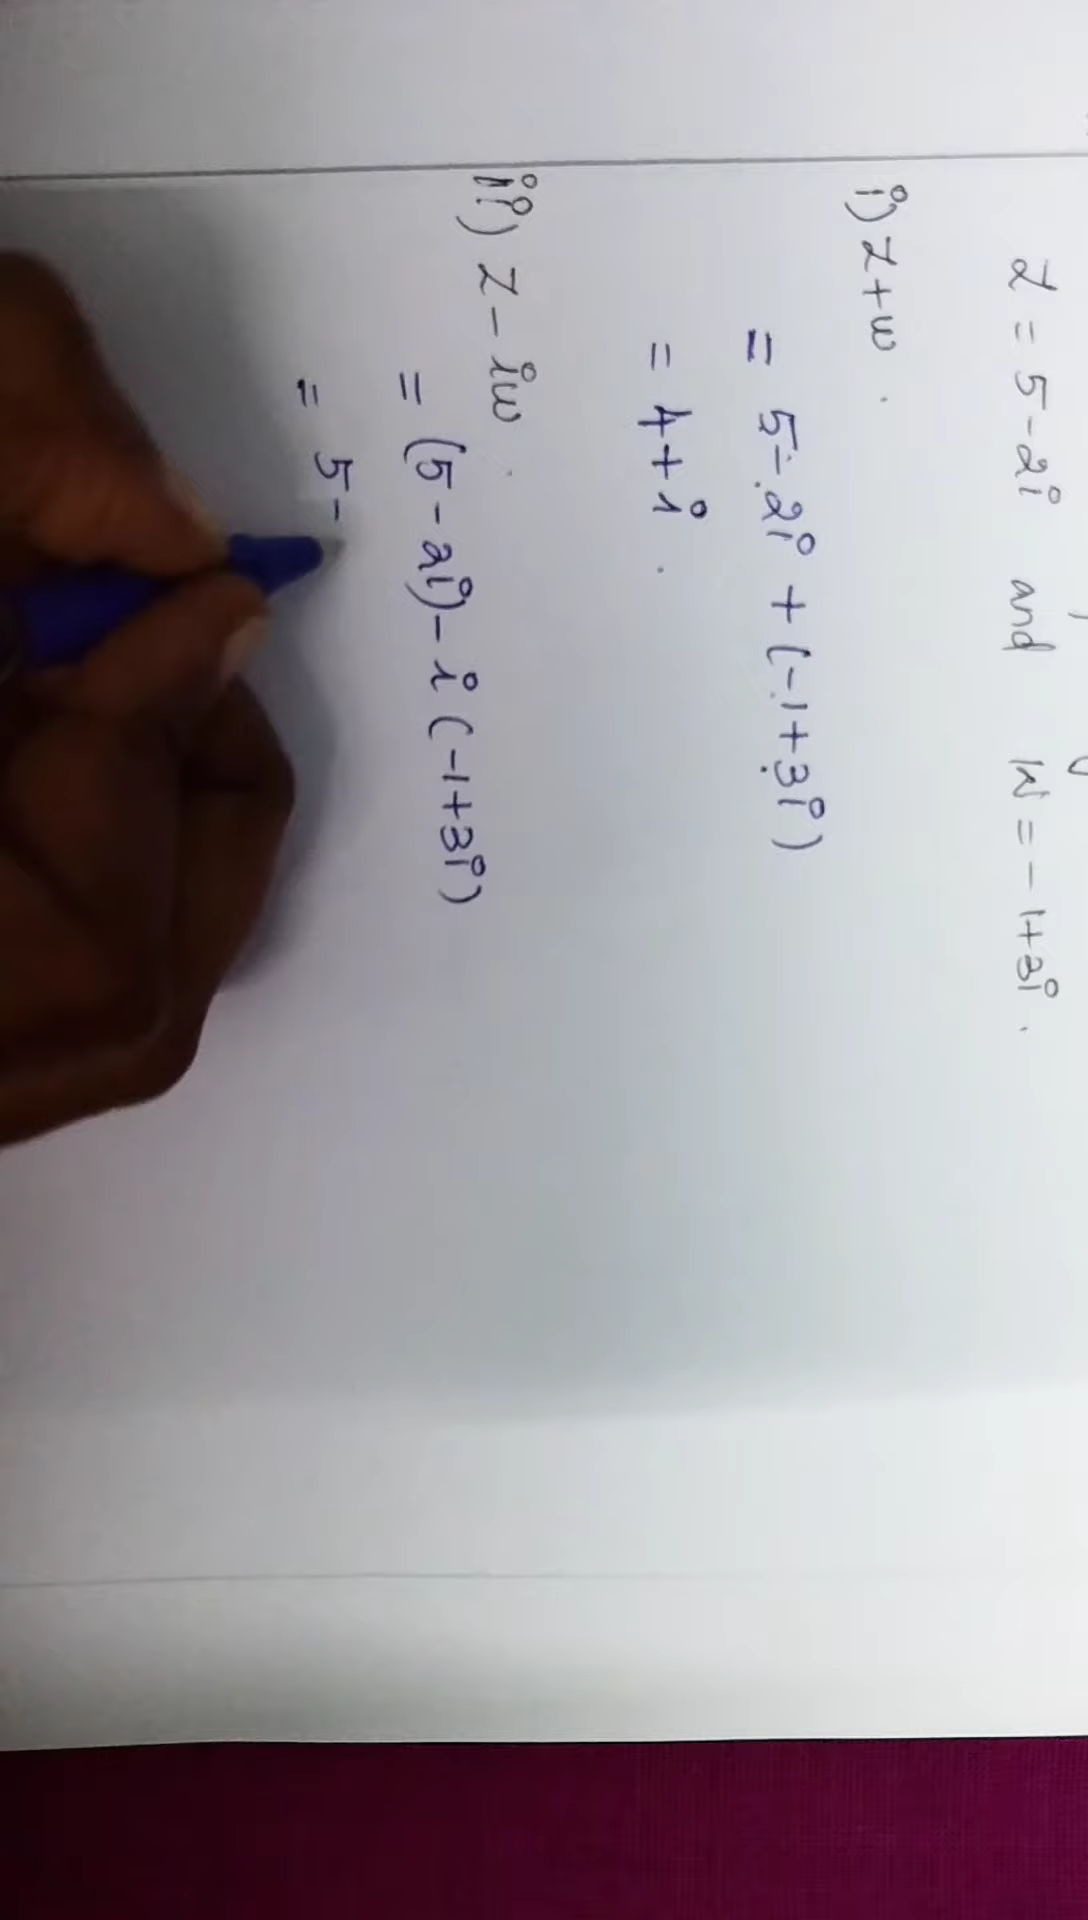 z = 5-2i and w = -1+3i.
i) z+w.
= 5-2i + (-1+3i)
= 4+i.
ii) z-iw
= (5-2i)-i(-1+3i)
= 5-